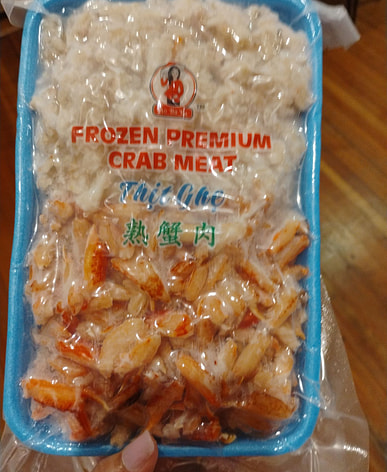 FROZEN PREMIUM
CRAB MEAT
Thịt Ghẹ
熟蟹肉